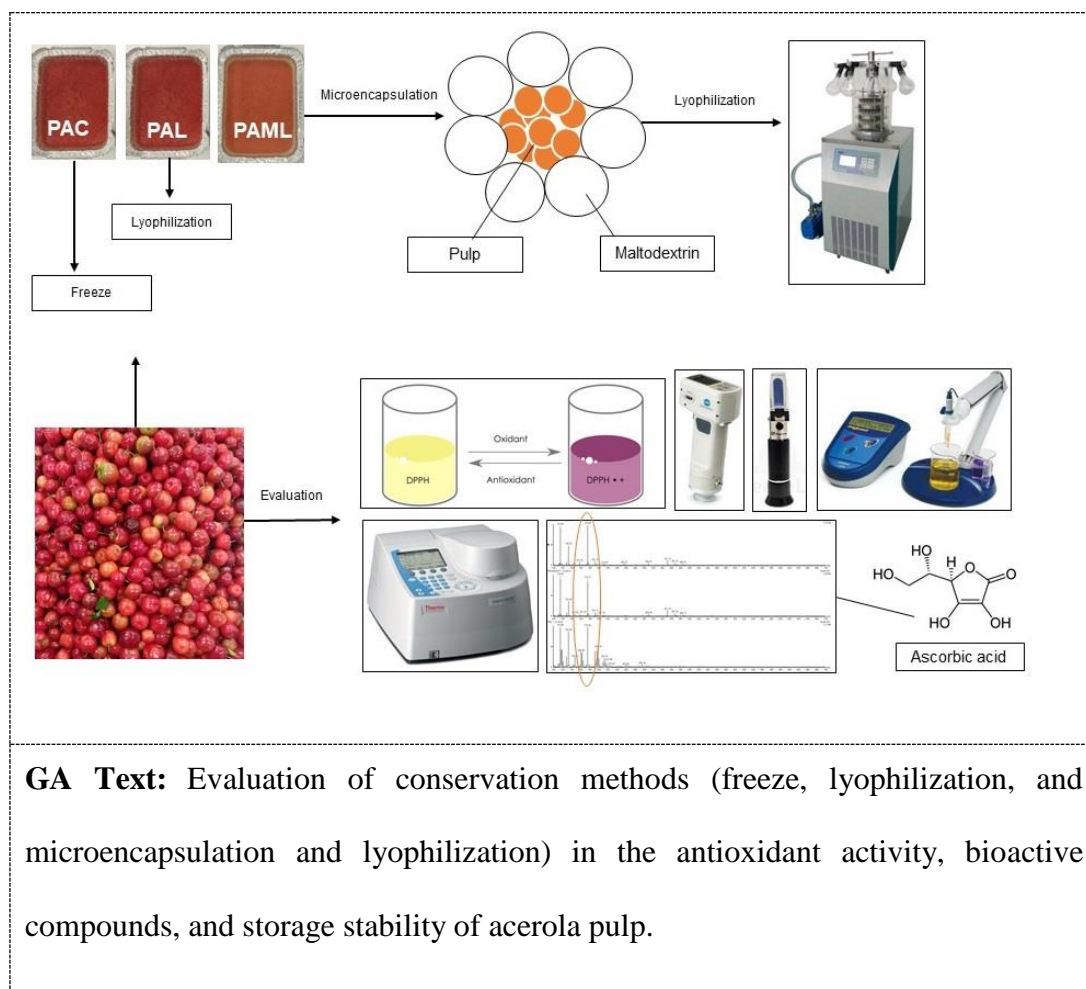 PAC
PAL
PAML
Microencapsulation
Lyophilization
Lyophilization
Pulp
Maltodextrin
Freeze
Evaluation
DPPH
Oxidant
Antioxidant
DPPH • +
Thermo
HO
OH
H
O
O
HO
HO
OH
Ascorbic acid
GA Text: Evaluation of conservation methods (freeze, lyophilization, and
microencapsulation and lyophilization) in the antioxidant activity, bioactive
compounds, and storage stability of acerola pulp.